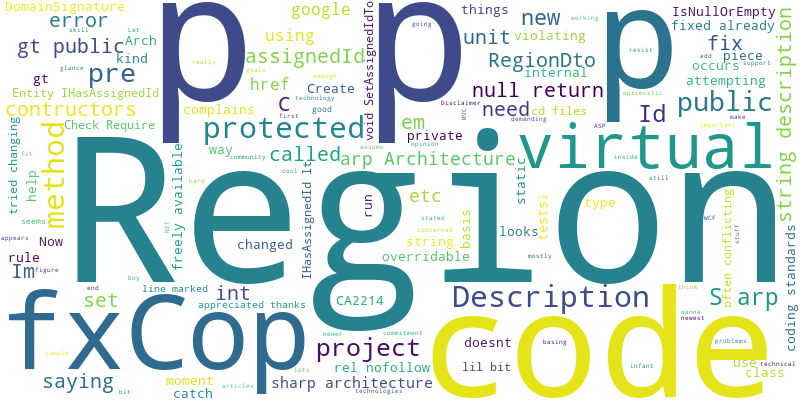 DomainSignature
error
gt public
Arch
kind
google
using
assignedId
href
things
new
unit
violating
RegionDto
internal
null return
IsNullOrEmpty
fixed already
fix
piece
occurs
attempting
p
p
p
pre
gt
Entity IHasAssignedId
contructors
Check Require
complains
Create
C
need
cd files
Id
public
private
void SetAssignedIdTo
protected
em
called
way
arp Architecture
virtual
method
tried changing
help
fit
seems
Now
rule
Im
appears
figure
boy
end
line marked
freely available
community
hard
cool
changed
IHasAssignedId lt
run
etc
type
string
basis
overridable
looks
static
tests
inside
still
string description
coding standards
often conflicting
stuff
WCF
Region
CA2214
fxCop
code
int
set
saying
moment
catch
appreciated thanks
Description
S arp
project
doesnt
lil bit
use
class
technical
rel nofollow
sharp architecture
newer
commitment
lots
articles
technologies
bit
sample
stated
concerned
mostly
basing
infant
problems
newest
think
wanna
going
skill
Let
really
glance
goals
enough
technology
support
working
resist
add
optimistic
good
first
Disclaimer
MVC
demanding
ASP
important
make
assume
opinion
one
NET